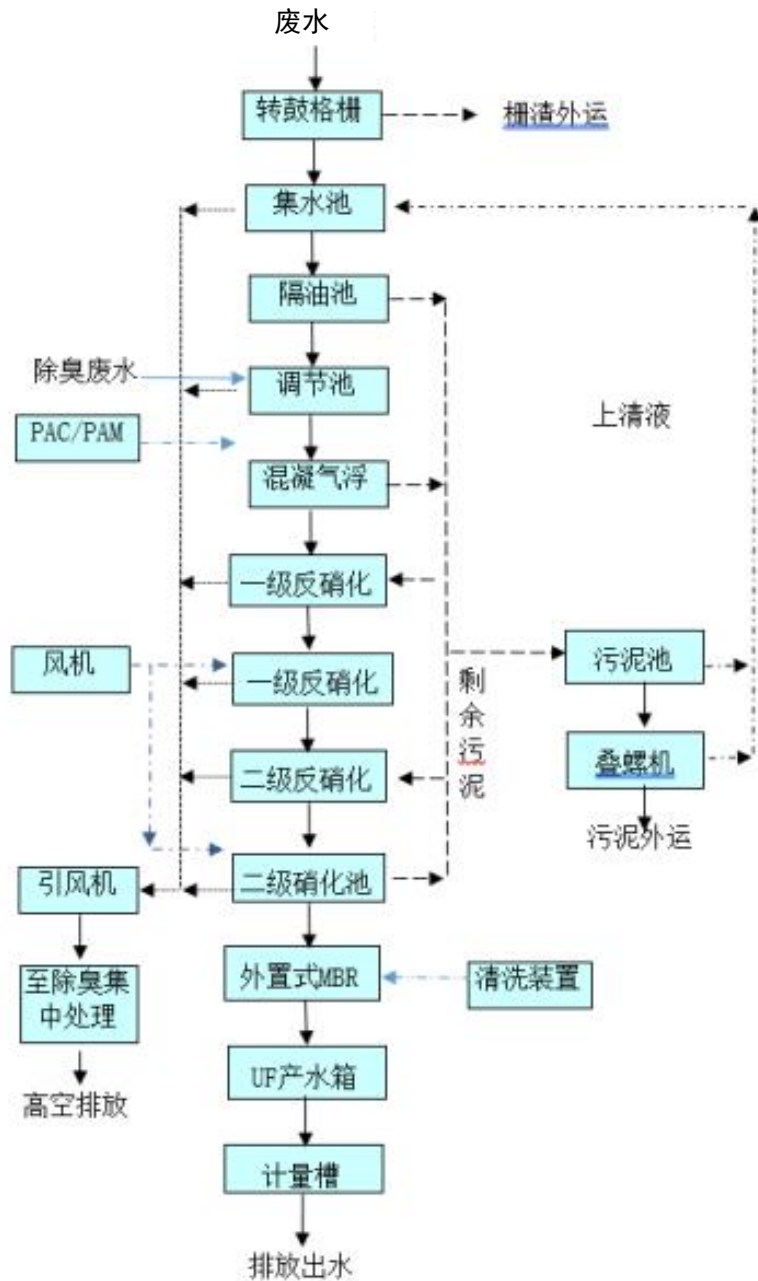 废水
转鼓格栅
栅渣外运
集水池
隔油池
除臭废水
调节池
上清液
PAC/PAM
混凝气浮
一级反硝化
污泥池
风机
一级反硝化
剩余污泥
二级反硝化
叠螺机
污泥外运
引风机
二级硝化池
外置式MBR
清洗装置
至除臭集
中处理
UF产水箱
高空排放
计量槽
排放出水